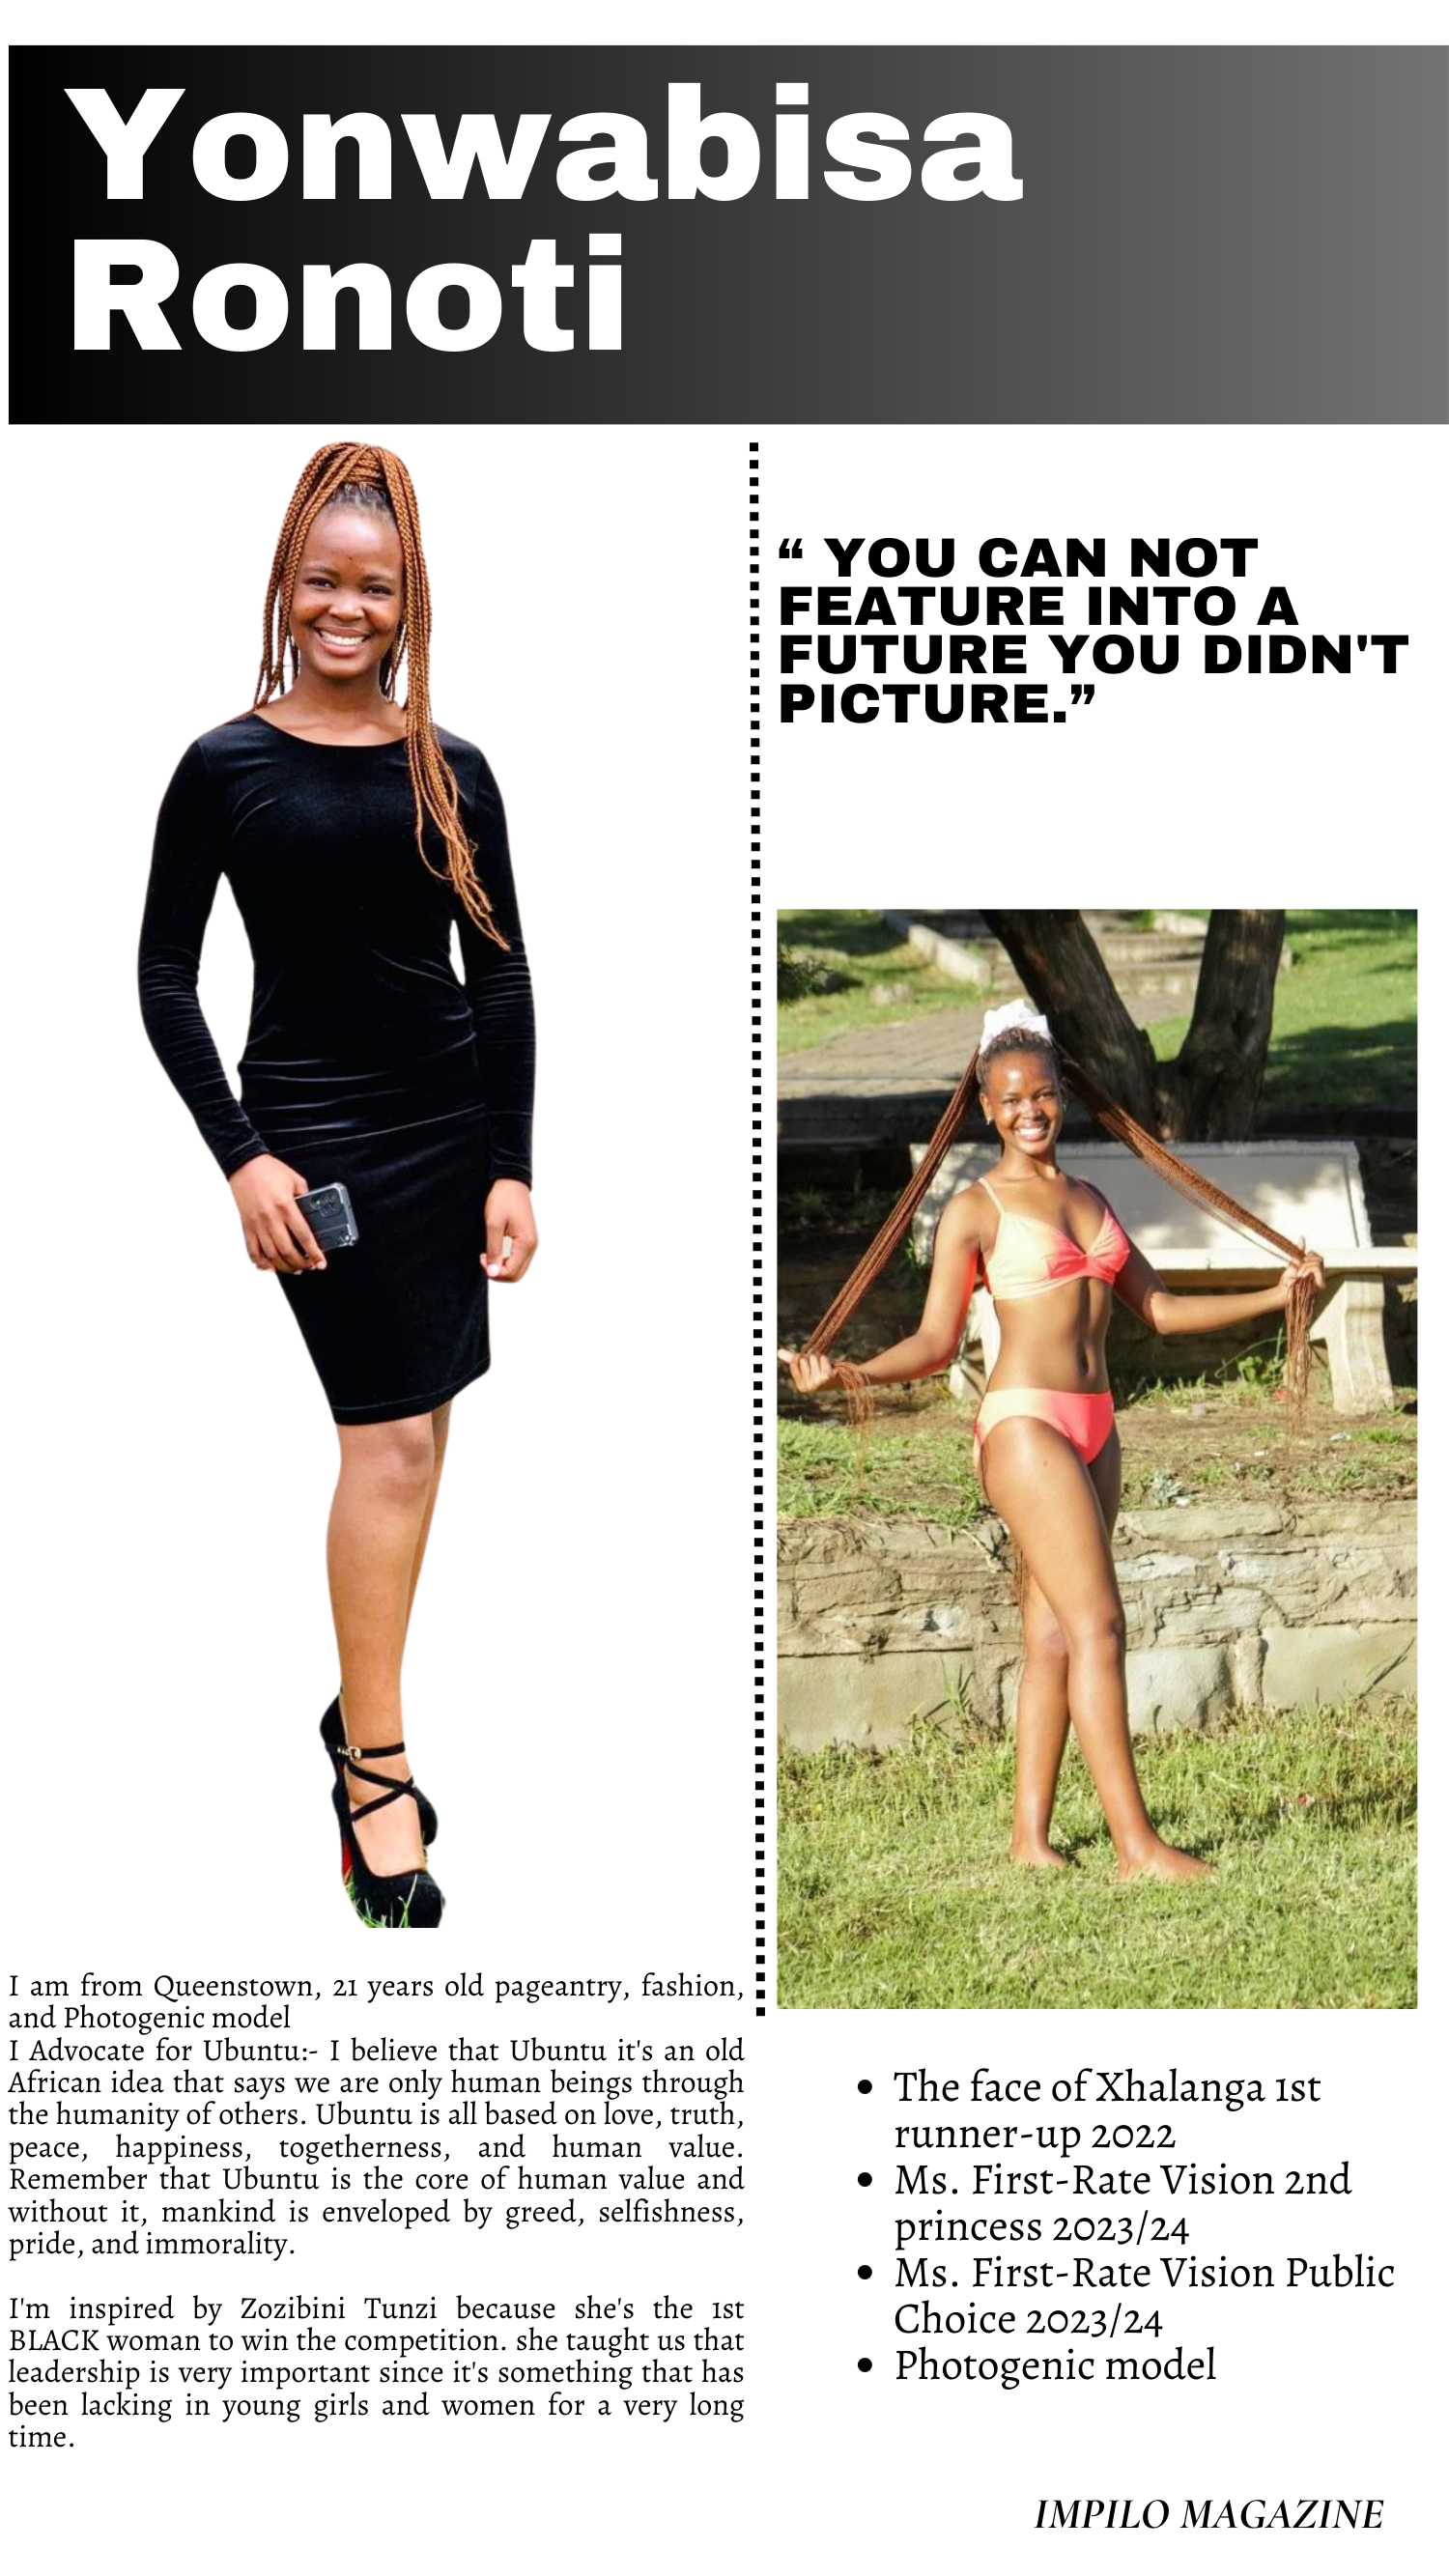 Yonwabisa
Ronoti
“ YOU CAN NOT
FEATURE INTO A
FUTURE YOU DIDN'T
PICTURE.”
I am from Queenstown, 21 years old pageantry, fashion,
and Photogenic model
I Advocate for Ubuntu:- I believe that Ubuntu it's an old
African idea that says we are only human beings through
the humanity of others. Ubuntu is all based on love, truth,
peace, happiness, togetherness, and human value.
Remember that Ubuntu is the core of human value and
without it, mankind is enveloped by greed, selfishness,
pride, and immorality.
I'm inspired by Zozibini Tunzi because she's the 1st
BLACK woman to win the competition. she taught us that
leadership is very important since it's something that has
been lacking in young girls and women for a very long
time.
• The face of Xhalanga 1st
runner-up 2022
• Ms. First-Rate Vision 2nd
princess 2023/24
• Ms. First-Rate Vision Public
Choice 2023/24
• Photogenic model
IMPILO MAGAZINE